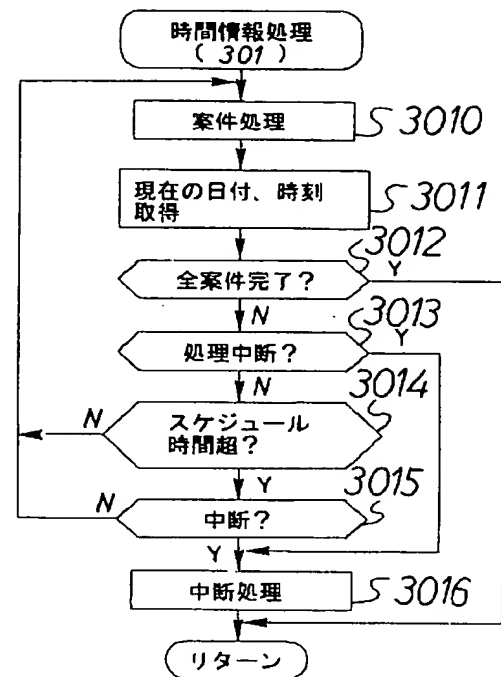 時間情報処理
( 301 )
案件処理
3010
現在の日付、時刻
取得
3011
3012
全案件完了?
Y
N
3013
処理中断?
Y
N
3014
スケジュール
時間超?
N
Y
3015
中断?
N
Y
中断処理
3016
リターン